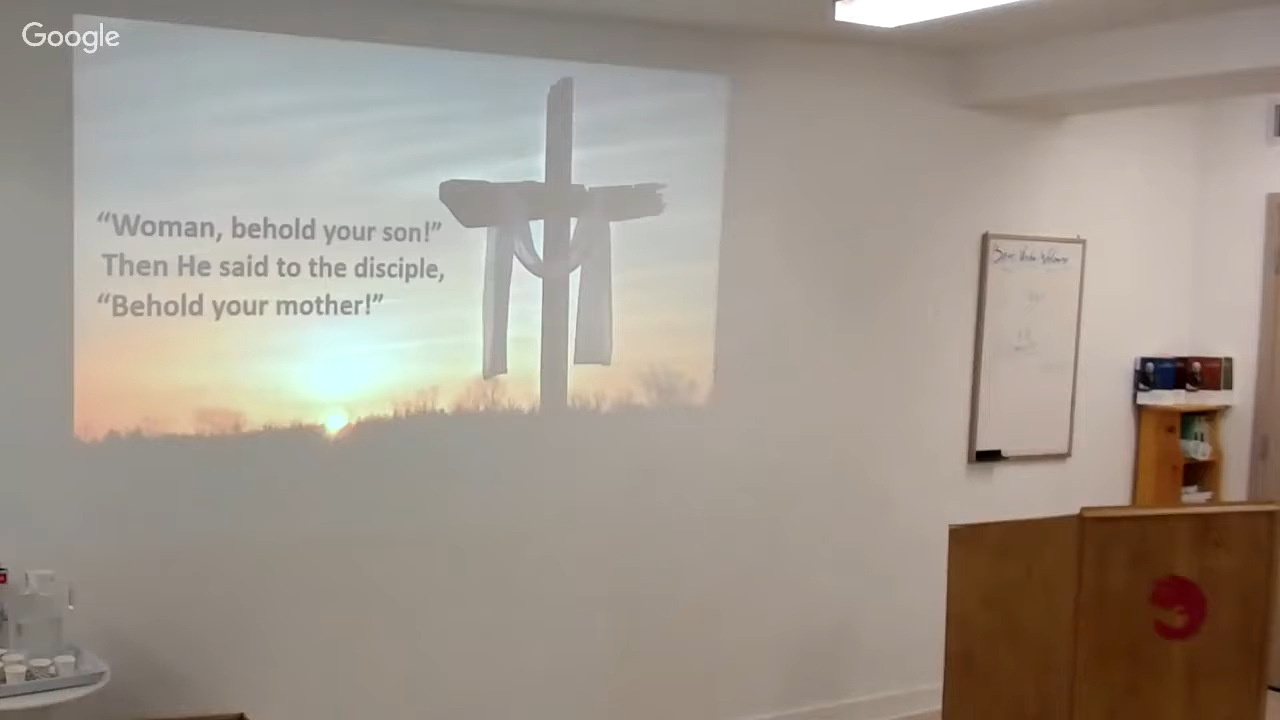 Google
“Woman, behold your son!”
Then He said to the disciple,
“Behold your mother!”